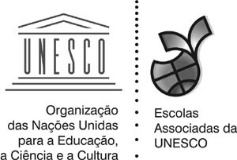 UNESCO
Organização
das Nações Unidas
para a Educação,
a Ciência e a Cultura
Escolas
Associadas da
UNESCO